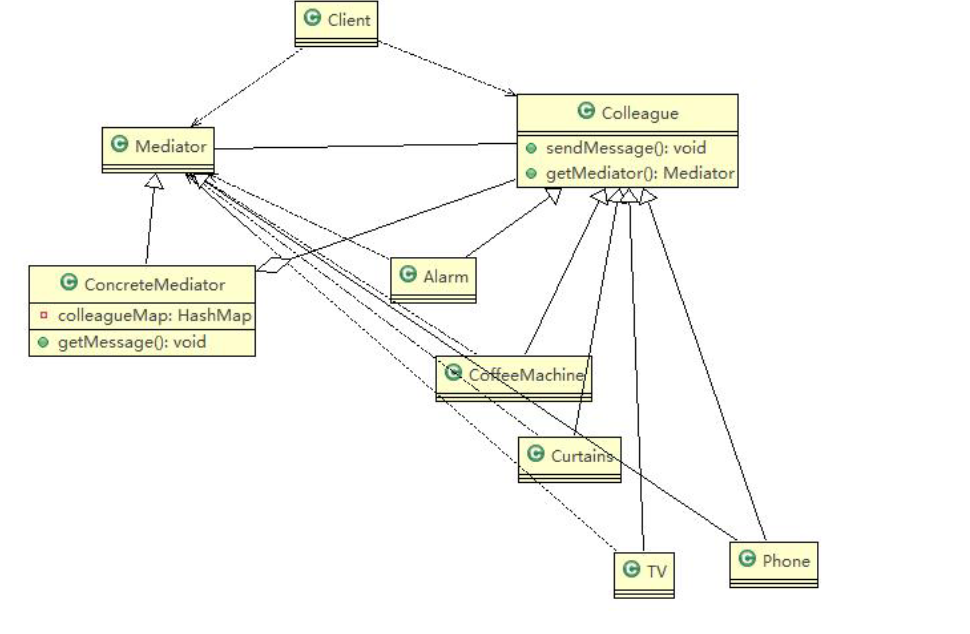 Client
Colleague
sendMessage(): void
getMediator(): Mediator
Mediator
ConcreteMediator
colleagueMap: HashMap
getMessage(): void
Alarm
CoffeeMachine
Curtains
TV
Phone